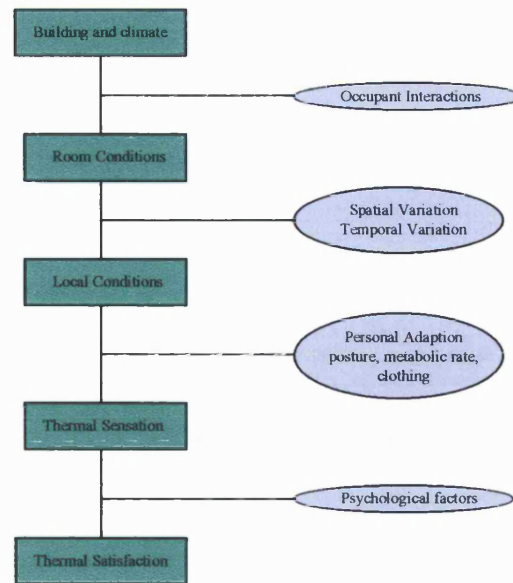 Building and climate
Occupant Interactions
Room Conditions
Spatial Variation
Temporal Variation
Local Conditions
Personal Adaption
posture, metabolic rate,
clothing
Thermal Sensation
Psychological factors
Thermal Satisfaction